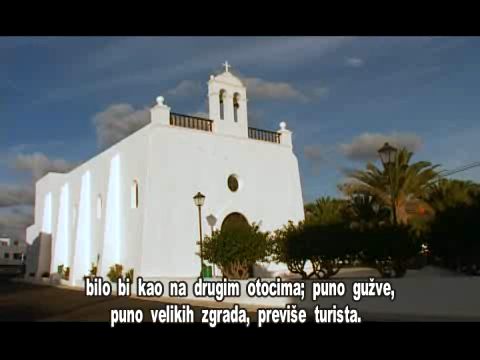 bilo bi kao na drugim otocima; puno gužve,
puno velikih zgrada, previše turista.